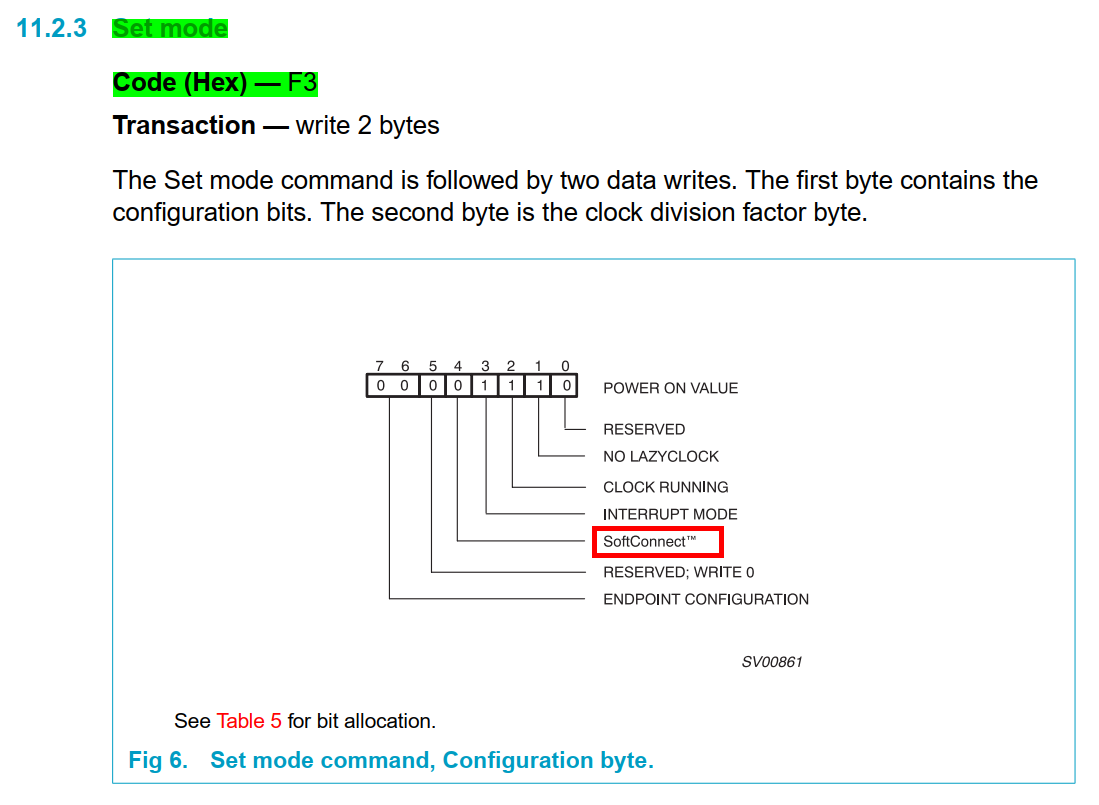 11.2.3 Set mode
Code (Hex) — F3
Transaction — write 2 bytes
The Set mode command is followed by two data writes. The first byte contains the
configuration bits. The second byte is the clock division factor byte.
7 6 5 4 3 2 1 0
0 0 0 0 1 1 1 0 POWER ON VALUE
RESERVED
NO LAZYCLOCK
CLOCK RUNNING
INTERRUPT MODE
SoftConnect™
RESERVED; WRITE 0
ENDPOINT CONFIGURATION
SV00861
See Table 5 for bit allocation.
Fig 6. Set mode command, Configuration byte.